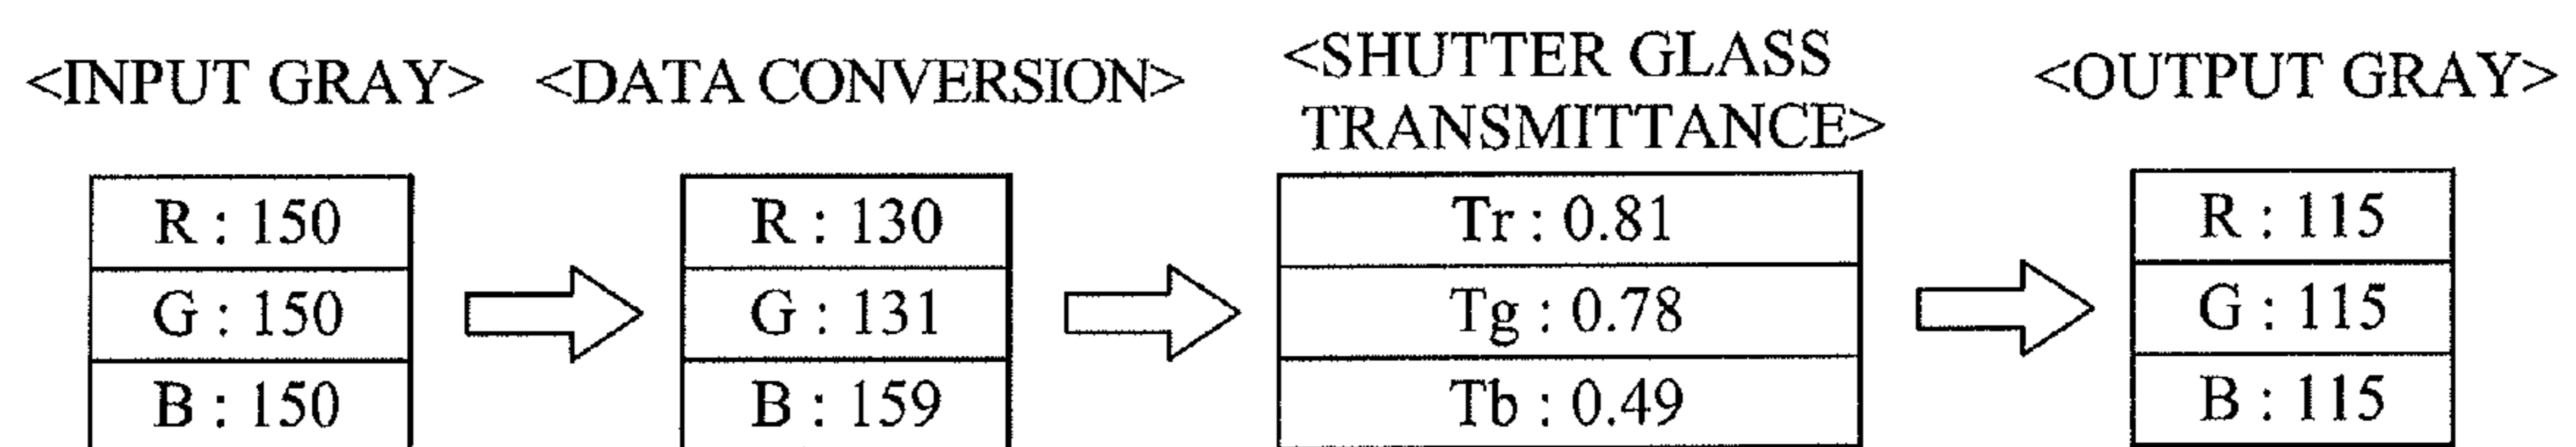 <INPUT GRAY>
R : 150
G : 150
B : 150
<DATA CONVERSION>
R : 130
G : 131
B : 159
<SHUTTER GLASS
TRANSMITTANCE>
Tr : 0.81
Tg : 0.78
Tb : 0.49
<OUTPUT GRAY>
R : 115
G : 115
B : 115